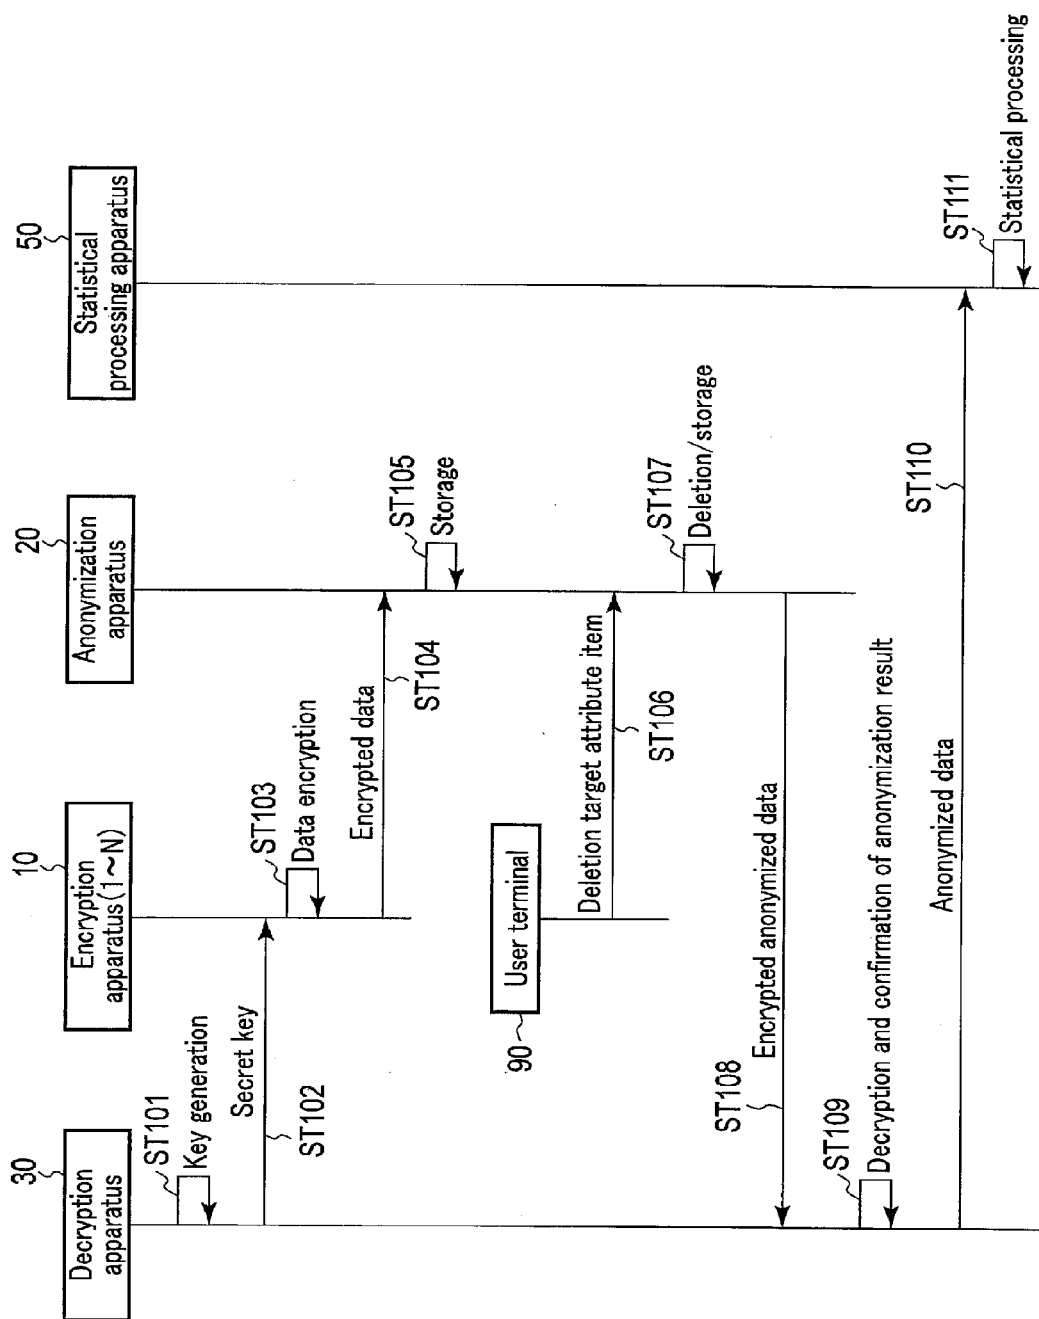 30
Decryption
apparatus
10
Encryption
apparatus(1~N)
20
Anonymization
apparatus
50
Statistical
processing apparatus
ST101
Key generation
Secret key
ST102
ST103
Data encryption
Encrypted data
ST104
ST105
Storage
90
User terminal
Deletion target attribute item
ST106
ST107
Deletion/storage
Encrypted anonymized data
ST108
ST109
Decryption and confirmation of anonymization result
Anonymized data
ST110
ST111
Statistical processing